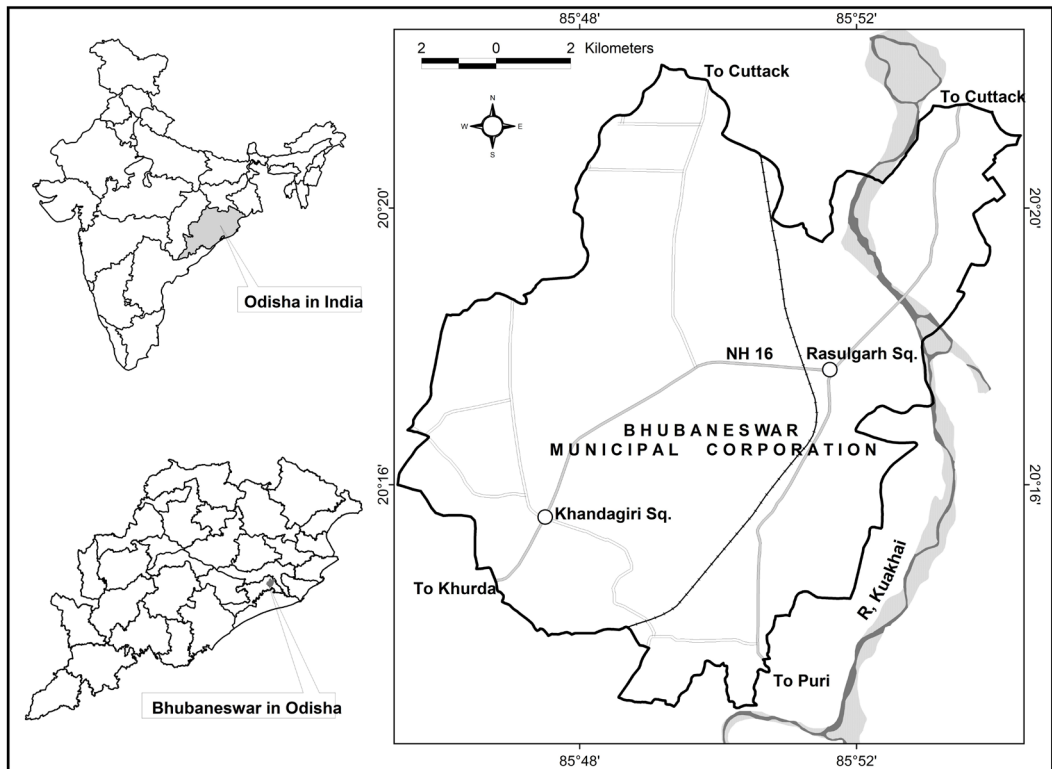 85°48'
85°52'
2 0 2 Kilometers
To Cuttack
To Cuttack
N
W E
S
20°20'
20°20'
Odisha in India
NH 16
Rasulgarh Sq.
BHUBANESWAR
MUNICIPAL CORPORATION
20°16'
20°16'
Khandagiri Sq.
To Khurda
R, Kuakhai
To Puri
Bhubaneswar in Odisha
85°48'
85°52'